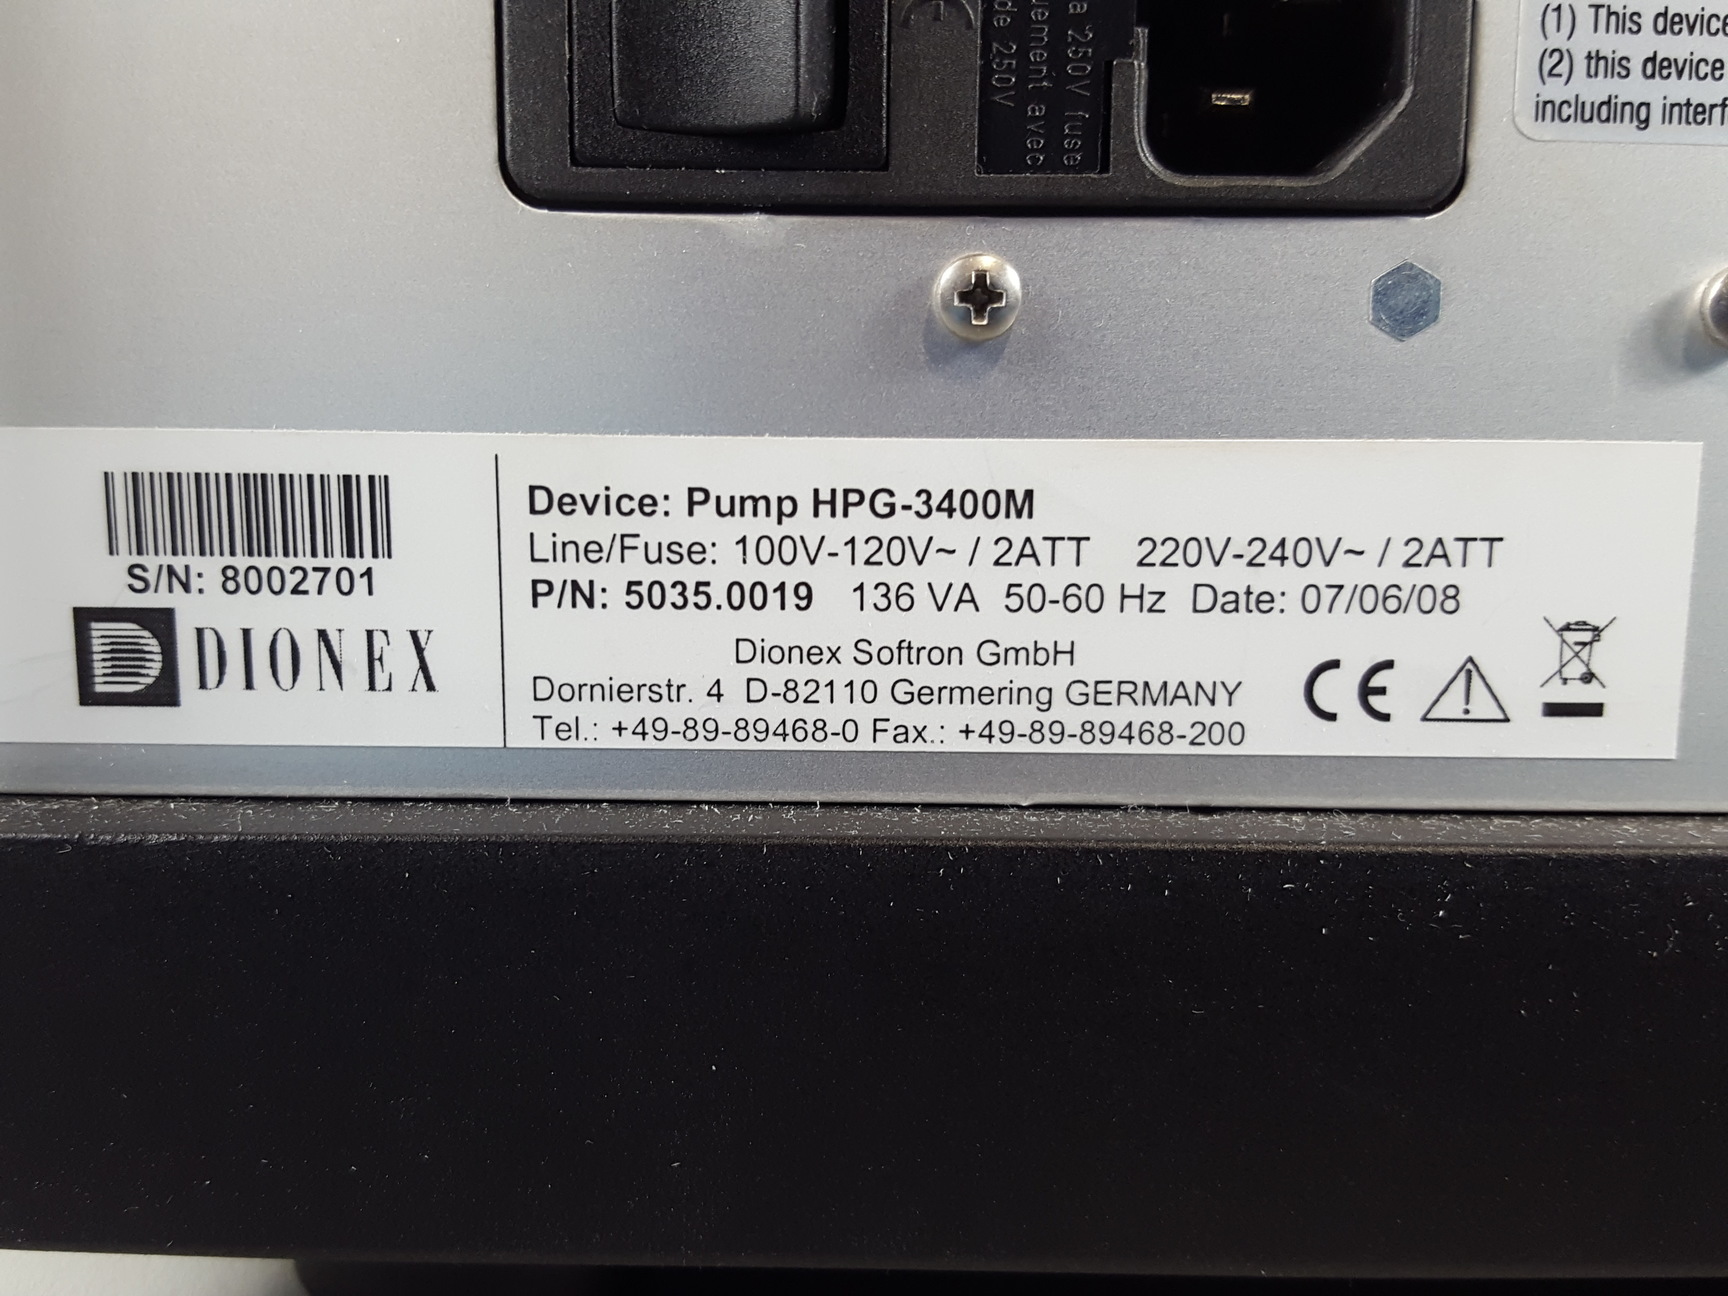 a 250V fuse
uement avec
de 250V
(1) This device
(2) this device
including interf
S/N: 8002701
DIONEX
Device: Pump HPG-3400M
Line/Fuse: 100V-120V~ / 2ATT 220V-240V~ / 2ATT
P/N: 5035.0019 136 VA 50-60 Hz Date: 07/06/08
Dionex Softron GmbH
Dornierstr. 4 D-82110 Germering GERMANY
Tel.: +49-89-89468-0 Fax.: +49-89-89468-200
CE